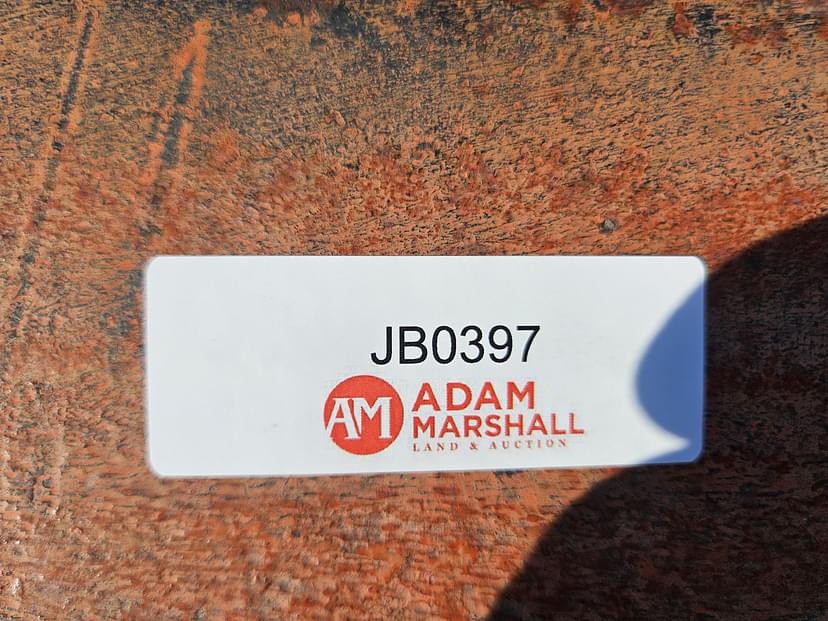 JB0397
AM
ADAM
MARSHALL
LAND & AUCTION